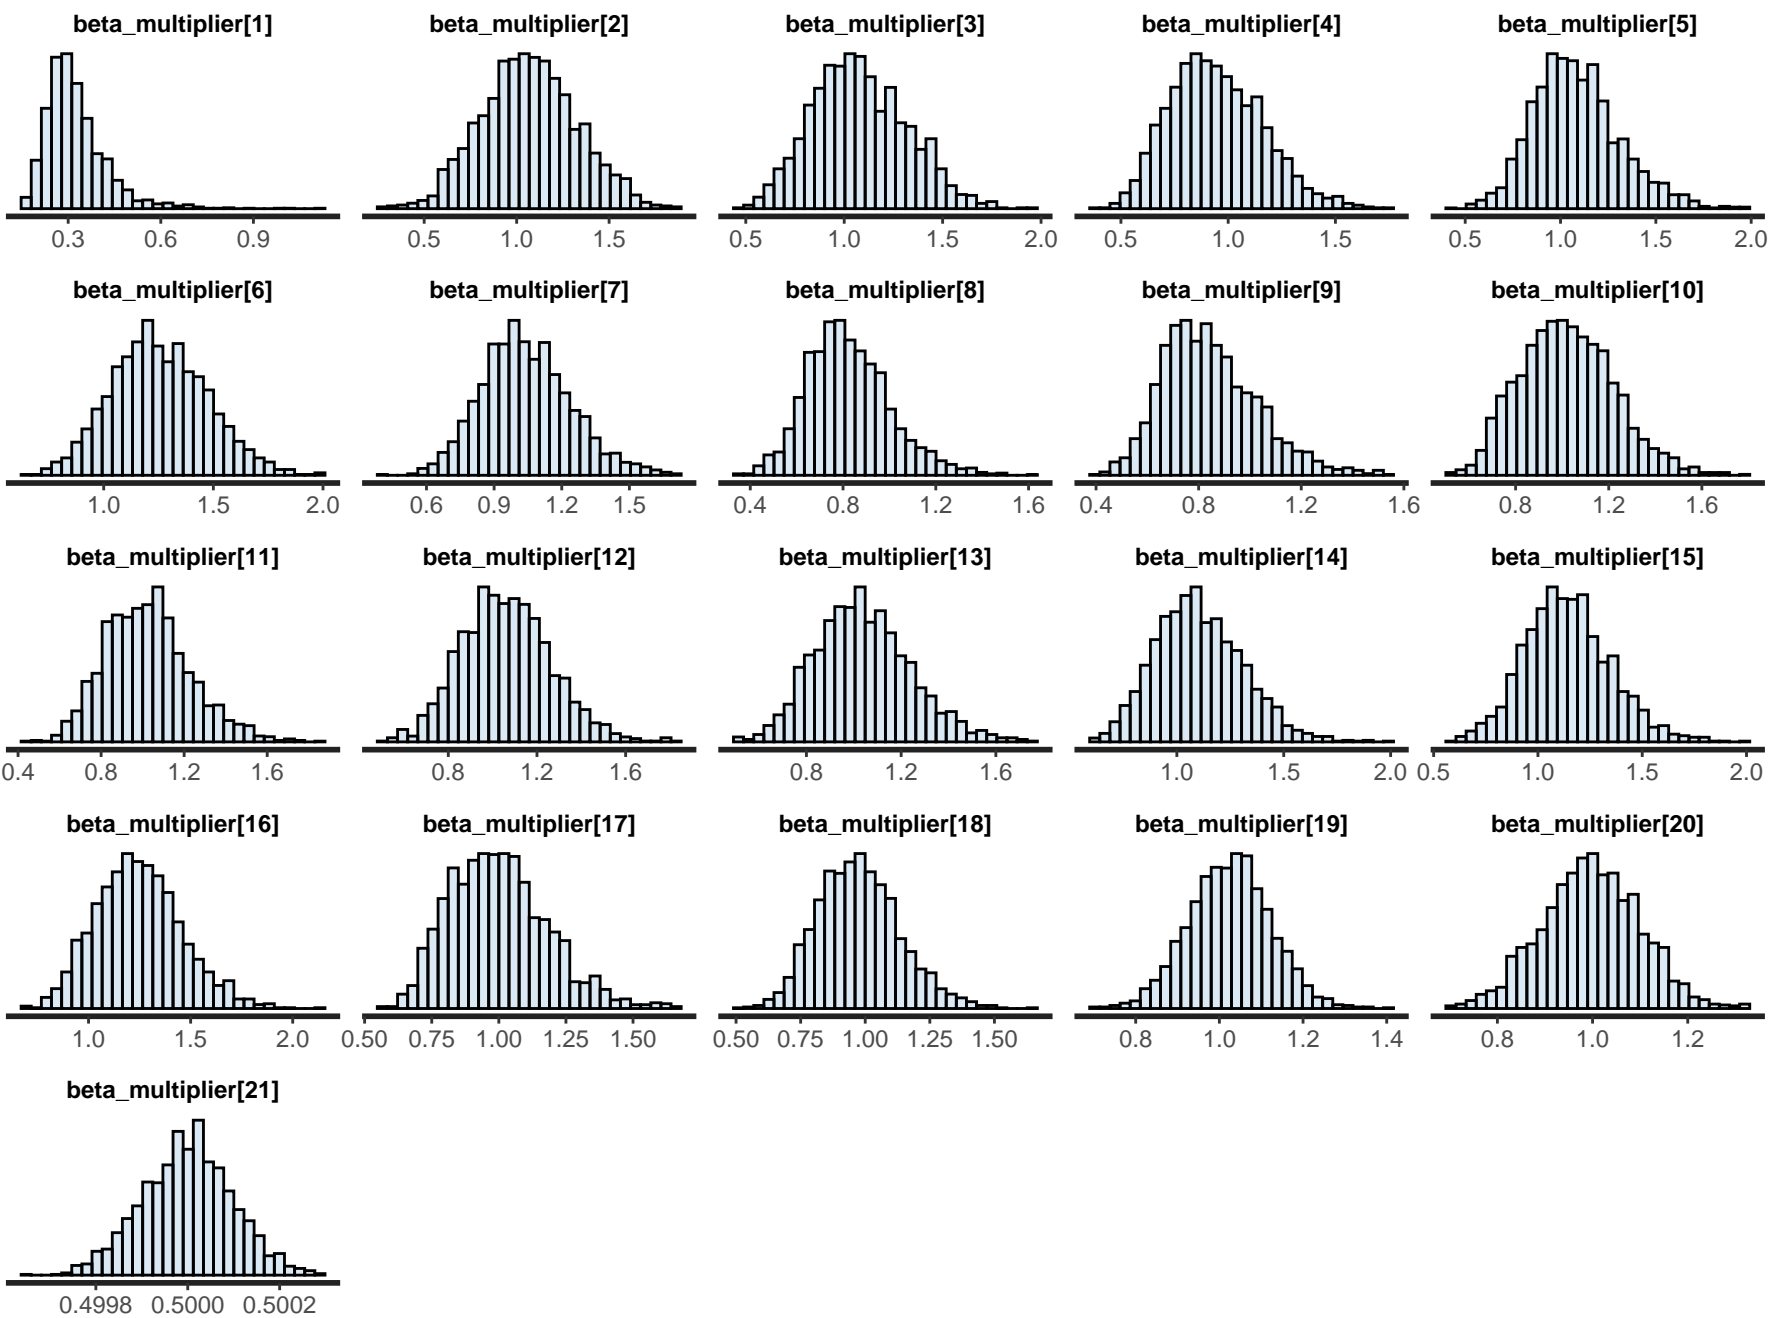 beta_multiplier[1] beta_multiplier[2] beta_multiplier[3] beta_multiplier[4] beta_multiplier[5]
0.3 0.6 0.9 0.5 1.0 1.5 0.5 1.0 1.5 2.0 0.5 1.0 1.5 0.5 1.0 1.5 2.0
beta_multiplier[6] beta_multiplier[7] beta_multiplier[8] beta_multiplier[9] beta_multiplier[10]
1.0 1.5 2.0 0.6 0.9 1.2 1.5 0.4 0.8 1.2 1.6 0.4 0.8 1.2 1.6 0.8 1.2 1.6
beta_multiplier[11] beta_multiplier[12] beta_multiplier[13] beta_multiplier[14] beta_multiplier[15]
0.4 0.8 1.2 1.6 0.8 1.2 1.6 0.8 1.2 1.6 1.0 1.5 2.0 0.5 1.0 1.5 2.0
beta_multiplier[16] beta_multiplier[17] beta_multiplier[18] beta_multiplier[19] beta_multiplier[20]
1.0 1.5 2.0 0.50 0.75 1.00 1.25 1.50 0.50 0.75 1.00 1.25 1.50 0.8 1.0 1.2 1.4 0.8 1.0 1.2
beta_multiplier[21]
0.4998 0.5000 0.5002